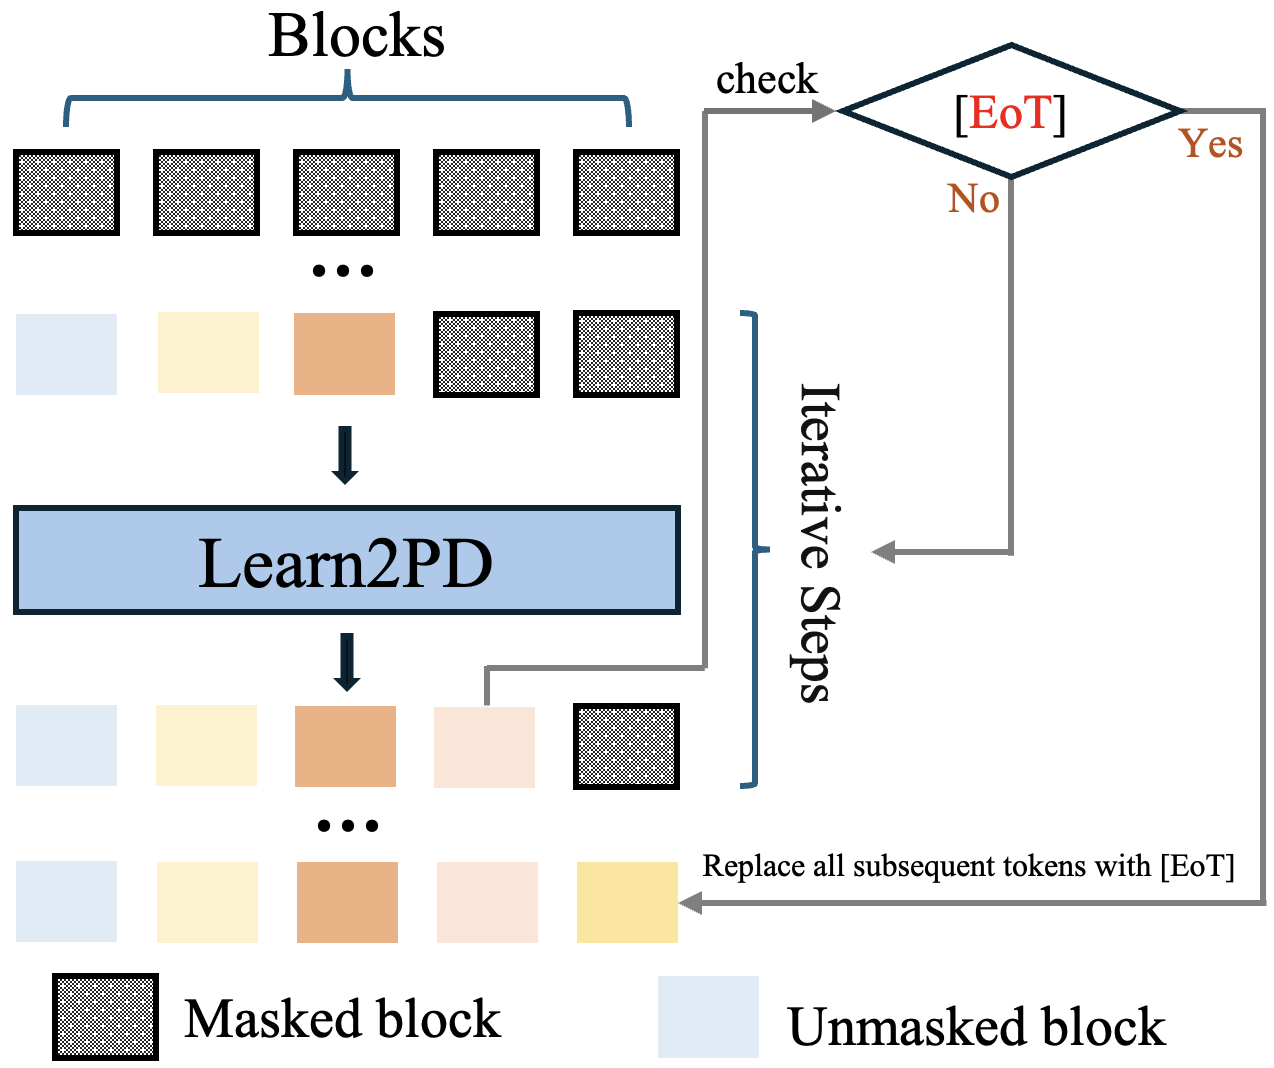 Blocks
check
[EoT]
Yes
No
Iterative Steps
Learn2PD
Replace all subsequent tokens with [EoT]
Masked block
Unmasked block